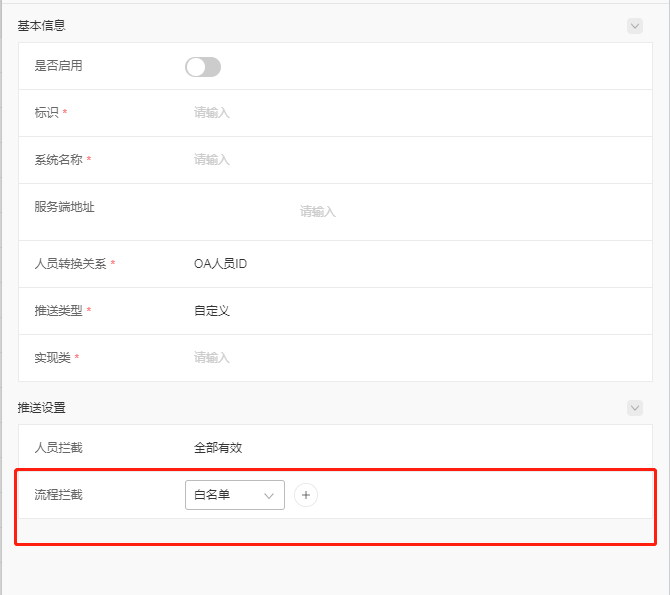 基本信息
是否启用
标识 * 请输入
系统名称 * 请输入
服务端地址 请输入
人员转换关系 * OA人员ID
推送类型 * 自定义
实现类 * 请输入
推送设置
人员拦截 全部有效
流程拦截 白名单 +